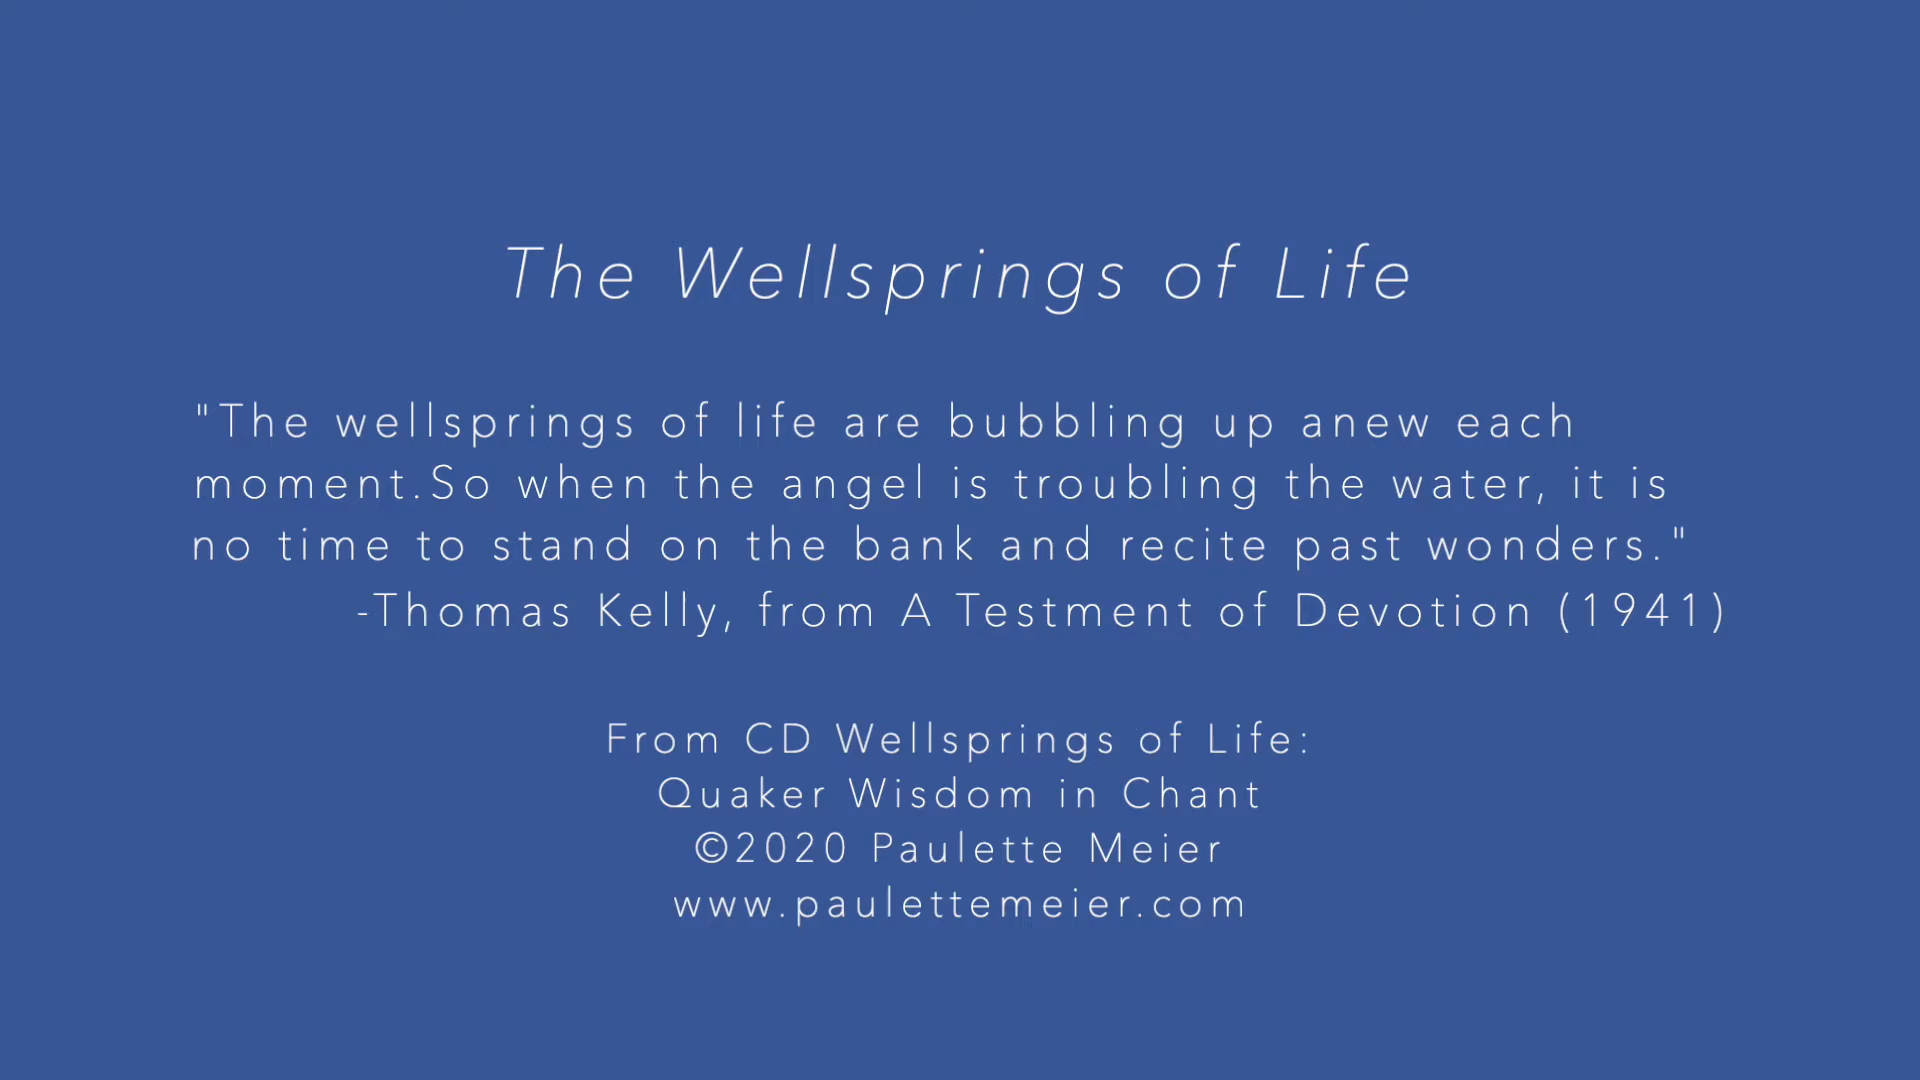 The Wellsprings of Life
"The wellsprings of life are bubbling up anew each
moment.So when the angel is troubling the water, it is
no time to stand on the bank and recite past wonders."
-Thomas Kelly, from A Testment of Devotion (1941)
From CD Wellsprings of Life:
Quaker Wisdom in Chant
©2020 Paulette Meier
www.paulettemeier.com